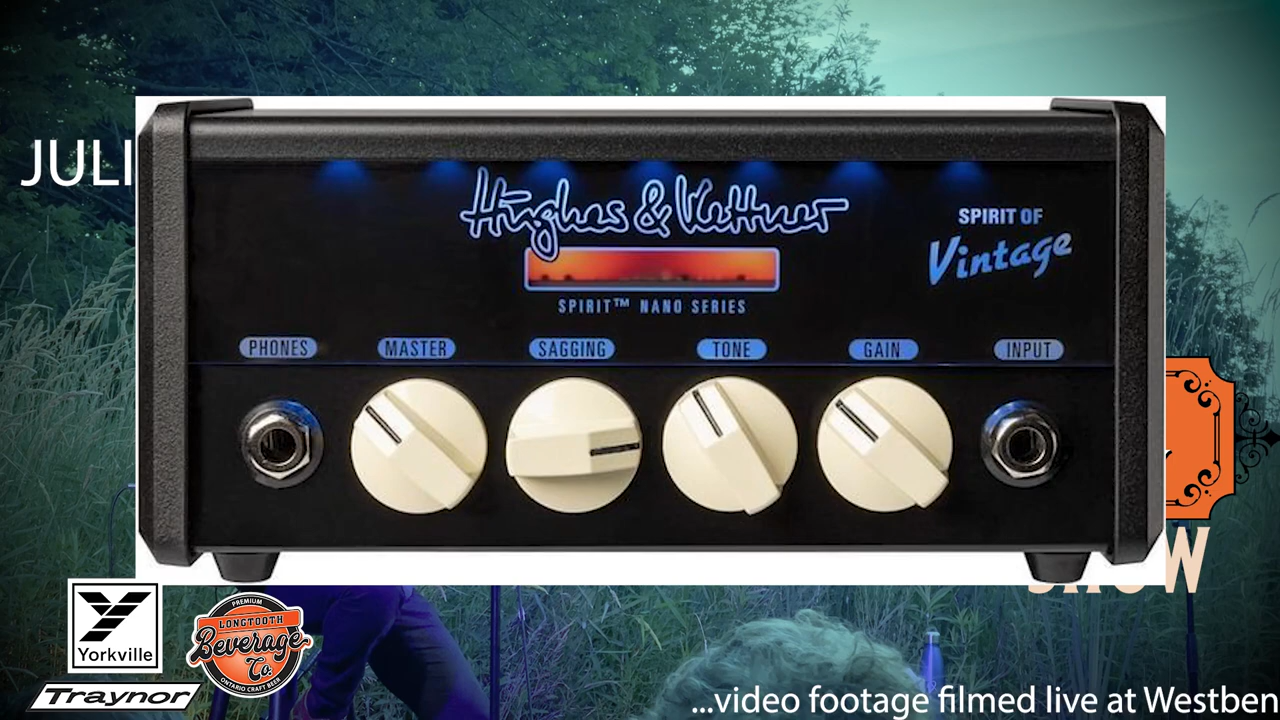 JULI
Hughes & Kettner
SPIRIT OF
Vintage
SPIRIT™ NANO SERIES
PHONES MASTER SAGGING TONE GAIN INPUT
SHOW
Yorkville
Traynor
PREMIUM
LONGTOOTH
Beverage
Co.
ONTARIO CRAFT BEER
...video footage filmed live at Westben